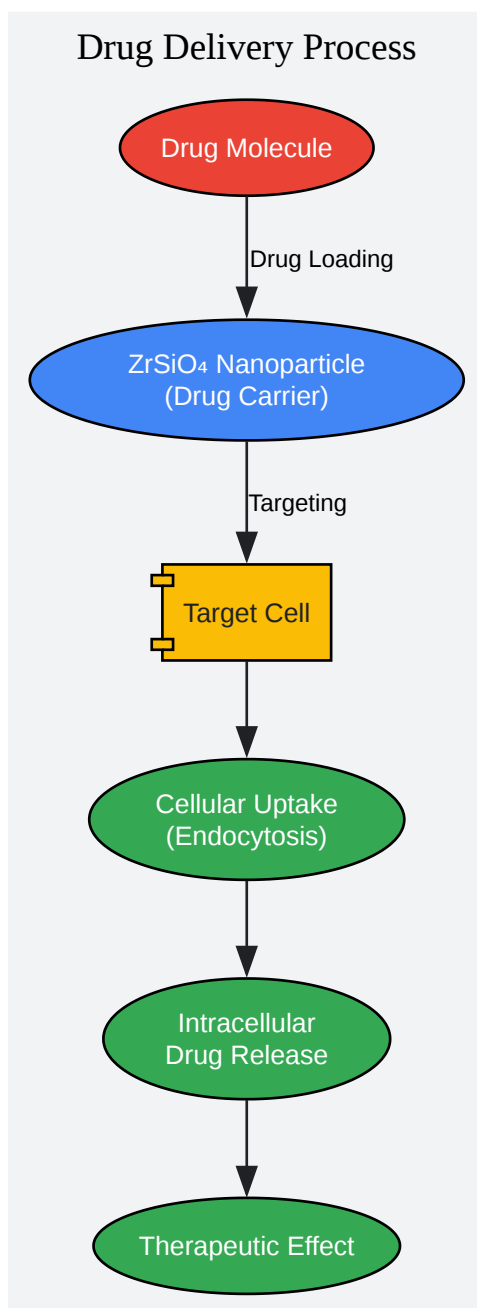 Drug Delivery Process
Drug Molecule
Drug Loading
ZrSiO₄ Nanoparticle
(Drug Carrier)
Targeting
Target Cell
Cellular Uptake
(Endocytosis)
Intracellular
Drug Release
Therapeutic Effect